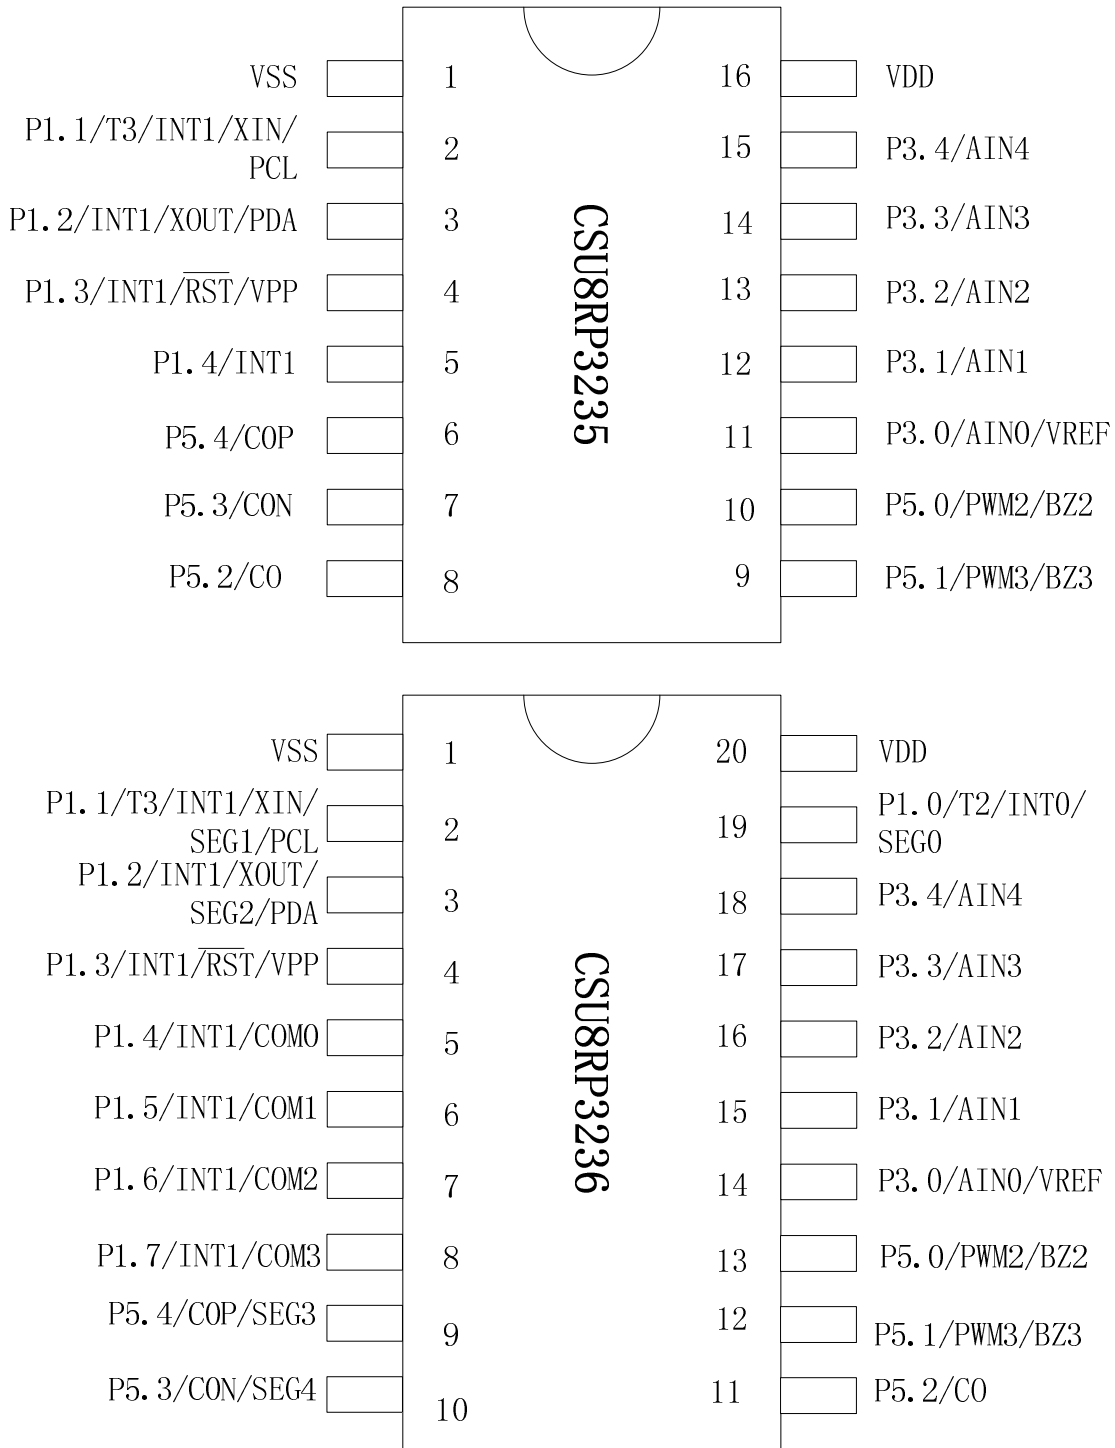 VSS 1 16 VDD
P1.1/T3/INT1/XIN/
PCL 2 15 P3.4/AIN4
P1.2/INT1/XOUT/PDA 3 14 P3.3/AIN3
P1.3/INT1/RST/VPP 4 13 P3.2/AIN2
P1.4/INT1 5 12 P3.1/AIN1
P5.4/C0P 6 11 P3.0/AIN0/VREF
P5.3/C0N 7 10 P5.0/PWM2/BZ2
P5.2/CO 8 9 P5.1/PWM3/BZ3
CSU8RP3235
VSS 1 20 VDD
P1.1/T3/INT1/XIN/
SEG1/PCL 2 19 P1.0/T2/INT0/
SEG0
P1.2/INT1/XOUT/
SEG2/PDA 3 18 P3.4/AIN4
P1.3/INT1/RST/VPP 4 17 P3.3/AIN3
P1.4/INT1/COM0 5 16 P3.2/AIN2
P1.5/INT1/COM1 6 15 P3.1/AIN1
P1.6/INT1/COM2 7 14 P3.0/AIN0/VREF
P1.7/INT1/COM3 8 13 P5.0/PWM2/BZ2
P5.4/C0P/SEG3 9 12 P5.1/PWM3/BZ3
P5.3/C0N/SEG4 10 11 P5.2/CO
CSU8RP3236